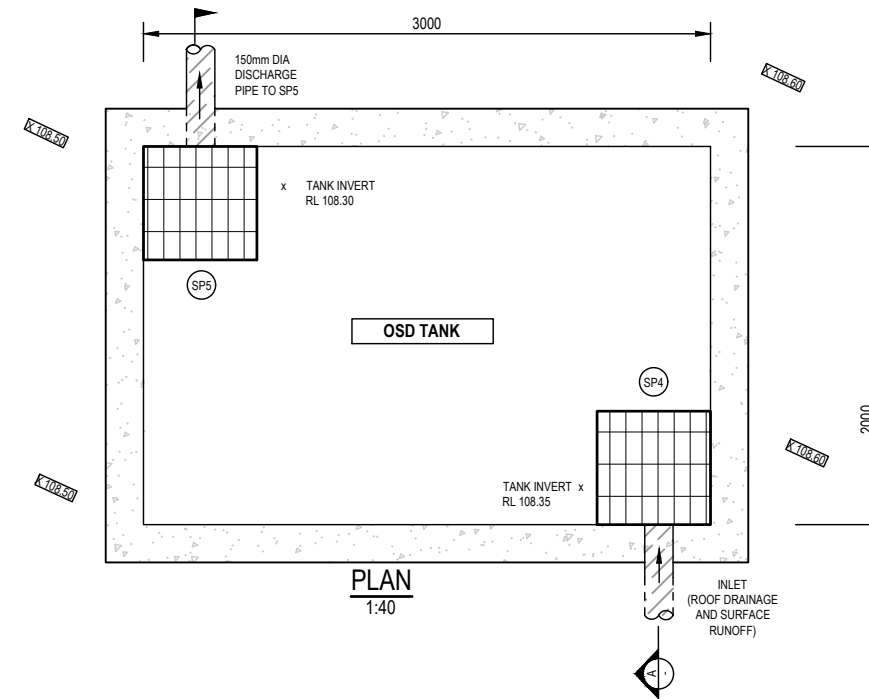 3000
150mm DIA
DISCHARGE
PIPE TO SP5
X 108.60
X 108.50
x TANK INVERT
RL 108.30
SP5
OSD TANK
SP4
2000
X 108.60
X 108.50
TANK INVERT x
RL 108.35
PLAN
1:40
INLET
(ROOF DRAINAGE
AND SURFACE
RUNOFF)
A
-